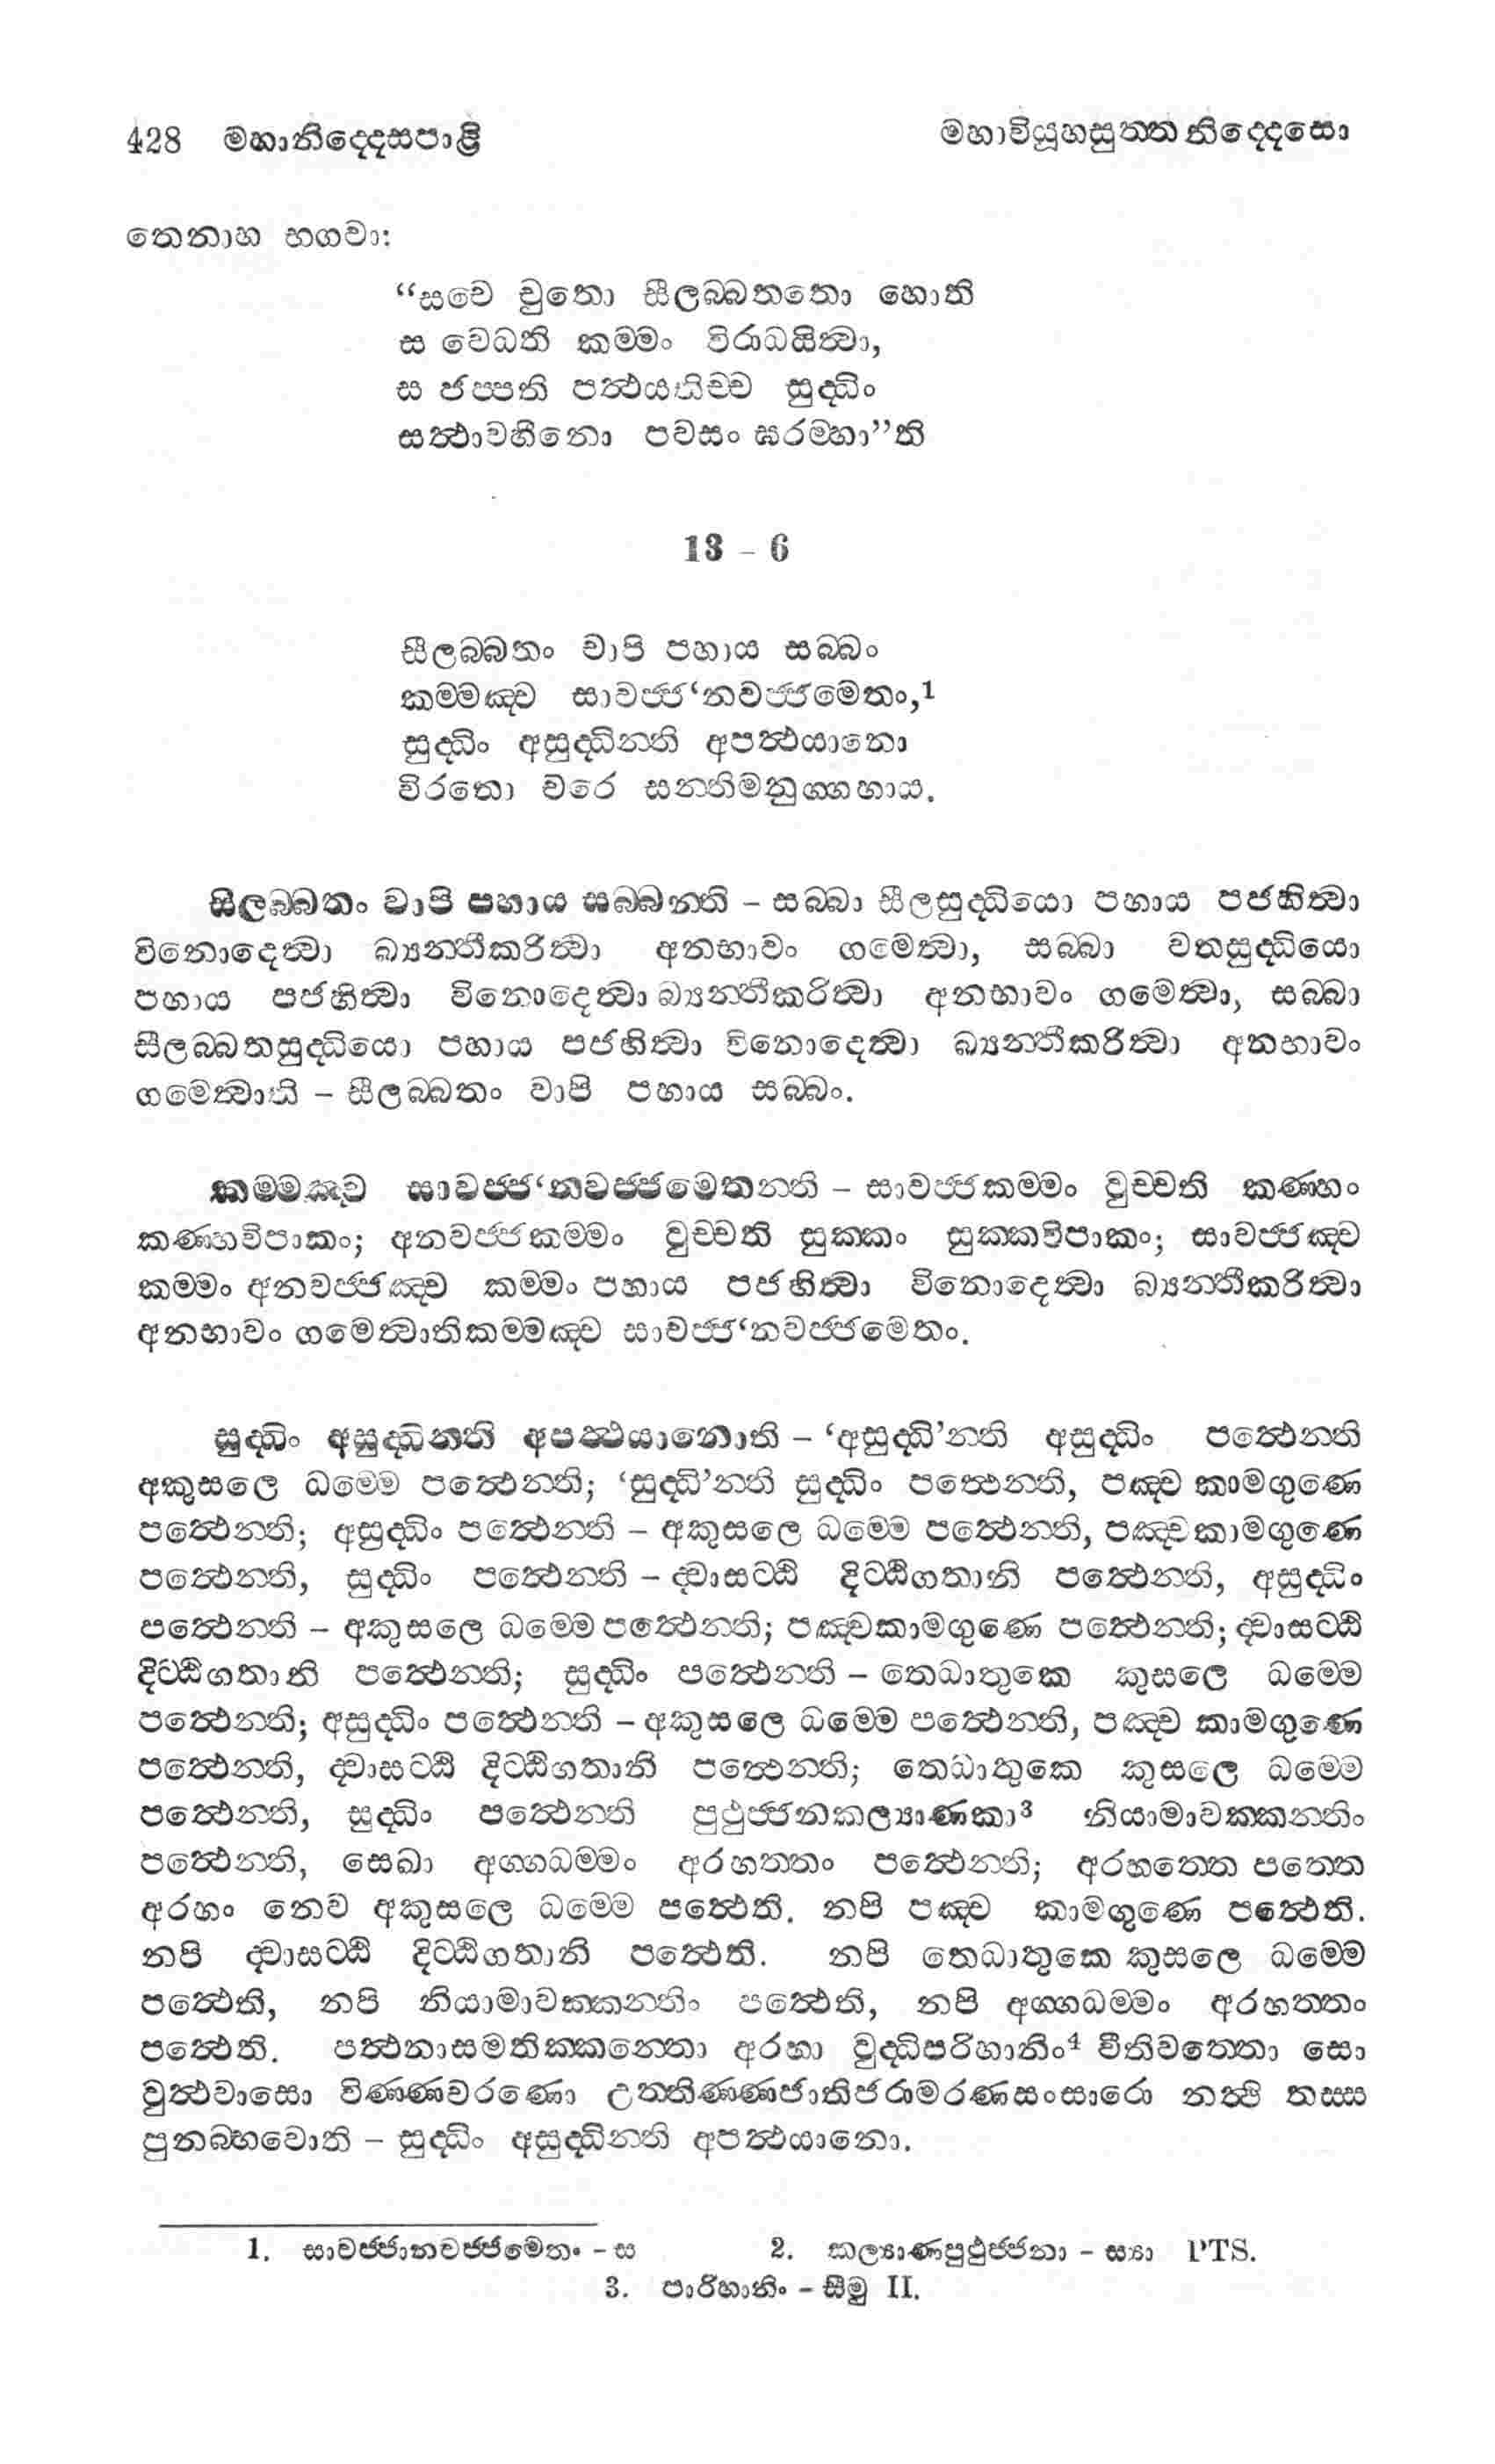 428 මහානිද්දෙසපාළි මහාවියූහසුත්ත නිද්දෙසො
තෙනාහ භගවා:
“සචෙ චුතො සීලබ්බතතො හොති
ස වෙධති කම්මං විරාධයිත්වා,
ස ජප්පති පත්ථයතිච්ච සුද්ධිං
සත්ථාවහීනො පවසං ඝරම්හා”ති
13 – 6
සීලබ්බතං චාපි පහාය සබ්බං
කම්මඤ්ච සාවජ්ජ‘නවජ්ජමෙතං,1
සුද්ධිං අසුද්ධින්ති අපත්ථයානො
විරතො චරෙ සන්තිමනුග්ගහාය.
සීලබ්බතං වාපි පහාය සබ්බන්ති – සබ්බා සීලසුද්ධියො පහාය පජහිත්වා
විනොදෙත්වා බ්‍යන්තීකරිත්වා අනභාවං ගමෙත්වා, සබ්බා වතසුද්ධියො
පහාය පජහිත්වා විනොදෙත්වා බ්‍යන්තීකරිත්වා අනභාවං ගමෙත්වා, සබ්බා
සීලබ්බතසුද්ධියො පහාය පජහිත්වා විනොදෙත්වා බ්‍යන්තීකරිත්වා අනභාවං
ගමෙත්වාති – සීලබ්බතං වාපි පහාය සබ්බං.
කම්මඤ්ච සාවජ්ජ‘නවජ්ජමෙතන්ති – සාවජ්ජකම්මං වුච්චති කණ්හං
කණ්හවිපාකං; අනවජ්ජකම්මං වුච්චති සුක්කං සුක්කවිපාකං; සාවජ්ජඤ්ච
කම්මං අනවජ්ජඤ්ච කම්මං පහාය පජහිත්වා විනොදෙත්වා බ්‍යන්තීකරිත්වා
අනභාවං ගමෙත්වාතිකම්මඤ්ච සාවජ්ජ‘නවජ්ජමෙතං.
සුද්ධිං අසුද්ධින්ති අපත්ථයානොති – ‘අසුද්ධි’න්ති අසුද්ධිං පත්ථෙන්ති
අකුසලෙ ධම්මෙ පත්ථෙන්ති; ‘සුද්ධි’න්ති සුද්ධිං පත්ථෙන්ති, පඤ්ච කාමගුණෙ
පත්ථෙන්ති; අසුද්ධිං පත්ථෙන්ති – අකුසලෙ ධම්මෙ පත්ථෙන්ති, පඤ්චකාමගුණෙ
පත්ථෙන්ති, සුද්ධිං පත්ථෙන්ති – ද්වාසට්ඨි දිට්ඨිගතානි පත්ථෙන්ති, අසුද්ධිං
පත්ථෙන්ති – අකුසලෙ ධම්මෙ පත්ථෙන්ති; පඤ්චකාමගුණෙ පත්ථෙන්ති; ද්වාසට්ඨි
දිට්ඨිගතානි පත්ථෙන්ති; සුද්ධිං පත්ථෙන්ති – තෙධාතුකෙ කුසලෙ ධම්මෙ
පත්ථෙන්ති; අසුද්ධිං පත්ථෙන්ති – අකුසලෙ ධම්මෙ පත්ථෙන්ති, පඤ්ච කාමගුණෙ
පත්ථෙන්ති, ද්වාසට්ඨි දිට්ඨිගතානි පත්ථෙන්ති; තෙධාතුකෙ කුසලෙ ධම්මෙ
පත්ථෙන්ති, සුද්ධිං පත්ථෙන්ති පුථුජ්ජනකල්‍යාණකා3 නියාමාවක්කන්තිං
පත්ථෙන්ති, සෙඛා අග්ගධම්මං අරහත්තං පත්ථෙන්ති; අරහත්තෙ පත්තෙ
අරහං නෙව අකුසලෙ ධම්මෙ පත්ථෙති. නපි පඤ්ච කාමගුණෙ පත්ථෙති.
නපි ද්වාසට්ඨි දිට්ඨිගතානි පත්ථෙති. නපි තෙධාතුකෙ කුසලෙ ධම්මෙ
පත්ථෙති, නපි නියාමාවක්කන්තිං පත්ථෙති, නපි අග්ගධම්මං අරහත්තං
පත්ථෙති. පත්ථනාසමතික්කන්තො අරහා වුද්ධිපරිහානිං4 වීතිවත්තො සො
වුත්ථවාසො චිණ්ණචරණො උත්තිණ්ණජාතිජරාමරණසංසාරො නත්ථි තස්ස
පුනබ්භවොති – සුද්ධිං අසුද්ධින්ති අපත්ථයානො.
1. සාවජ්ජානවජ්ජමෙතං – ස 2. කල්‍යාණපුථුජ්ජනා – ස්‍යා PTS.
3. පාරිහානිං – සීමු II.